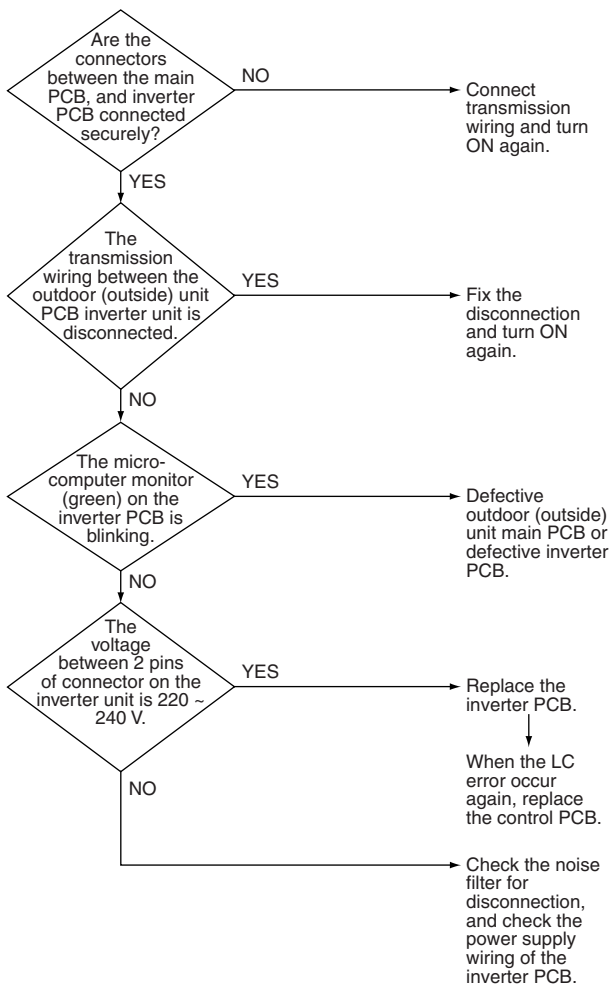 Are the
connectors
between the main
PCB, and inverter
PCB connected
securely?
NO
Connect
transmission
wiring and turn
ON again.
YES
The
transmission
wiring between the
outdoor (outside) unit
PCB inverter unit is
disconnected.
YES
Fix the
disconnection
and turn ON
again.
NO
The micro-
computer monitor
(green) on the
inverter PCB is
blinking.
YES
Defective
outdoor (outside)
unit main PCB or
defective inverter
PCB.
NO
The
voltage
between 2 pins
of connector on the
inverter unit is 220 ~
240 V.
YES
Replace the
inverter PCB.
When the LC
error occur
again, replace
the control PCB.
NO
Check the noise
filter for
disconnection,
and check the
power supply
wiring of the
inverter PCB.